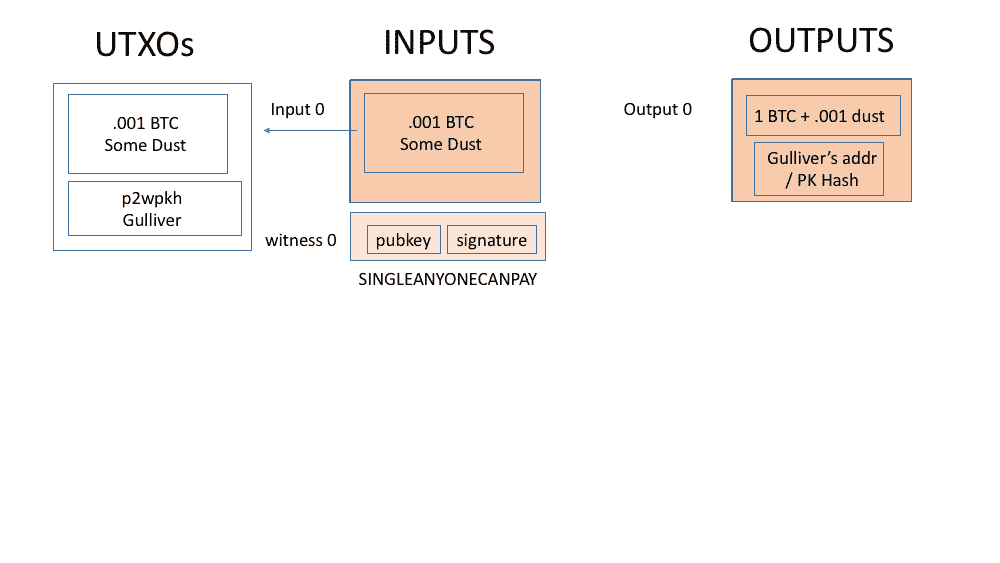 UTXOs
INPUTS
OUTPUTS
.001 BTC
Some Dust
p2wpkh
Gulliver
Input 0
.001 BTC
Some Dust
witness 0
pubkey
signature
SINGLEANYONECANPAY
Output 0
1 BTC + .001 dust
Gulliver's addr
/ PK Hash